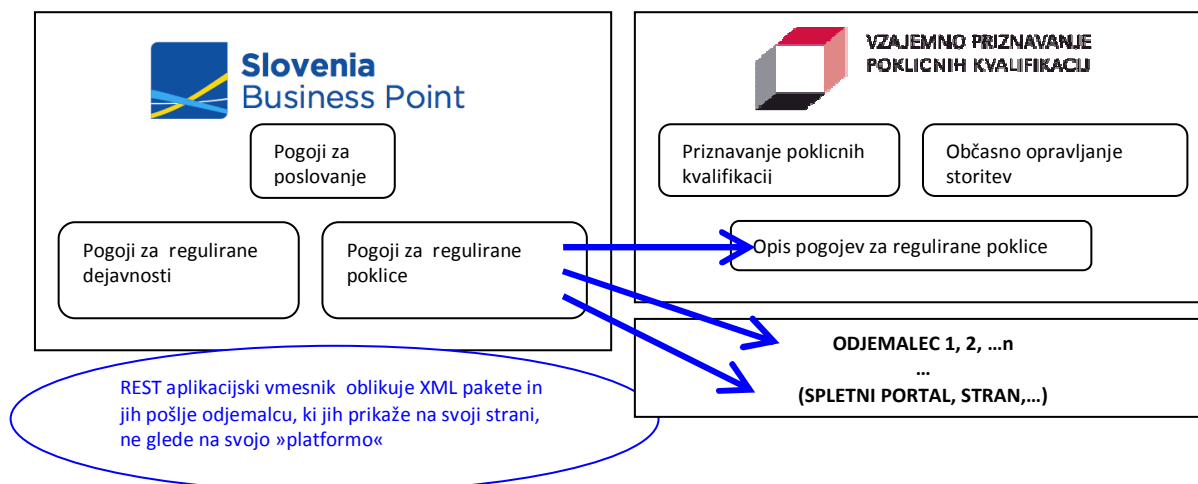 Slovenia
Business Point
Pogoji za
poslovanje
Pogoji za regulirane
dejavnosti
Pogoji za regulirane
poklice
VZAJEMNO PRIZNAVANJE
POKLICNIH KVALIFIKACIJ
Priznavanje poklicnih
kvalifikacij
Občasno opravljanje
storitev
Opis pogojev za regulirane poklice
ODJEMALEC 1, 2, …n
…
(SPLETNI PORTAL, STRAN,…)
REST aplikacijski vmesnik oblikuje XML pakete in
jih pošlje odjemalcu, ki jih prikaže na svoji strani,
ne glede na svojo »platformo«